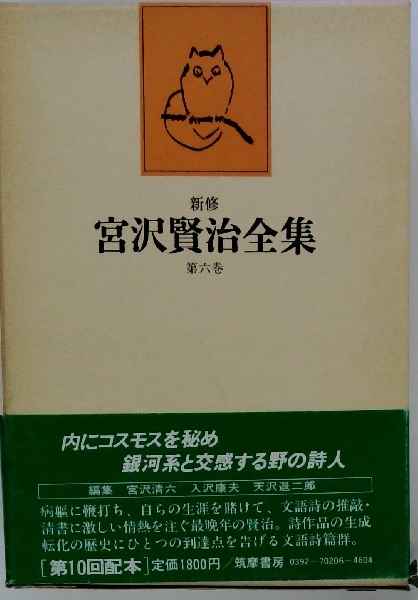 新修
宮沢賢治全集
第六巻
内にコスモスを秘め
銀河系と交感する野の詩人
編集 宮沢清六 入沢康夫 天沢退二郎
病軀に鞭打ち、自らの生涯を賭けて、文語詩の推敲・
清書に激しい情熱を注ぐ最晩年の賢治。詩作品の生成
転化の歴史にひとつの到達点を告げる文語詩篇群。
[第10回配本]定価1800円/筑摩書房 0392-70206-4604